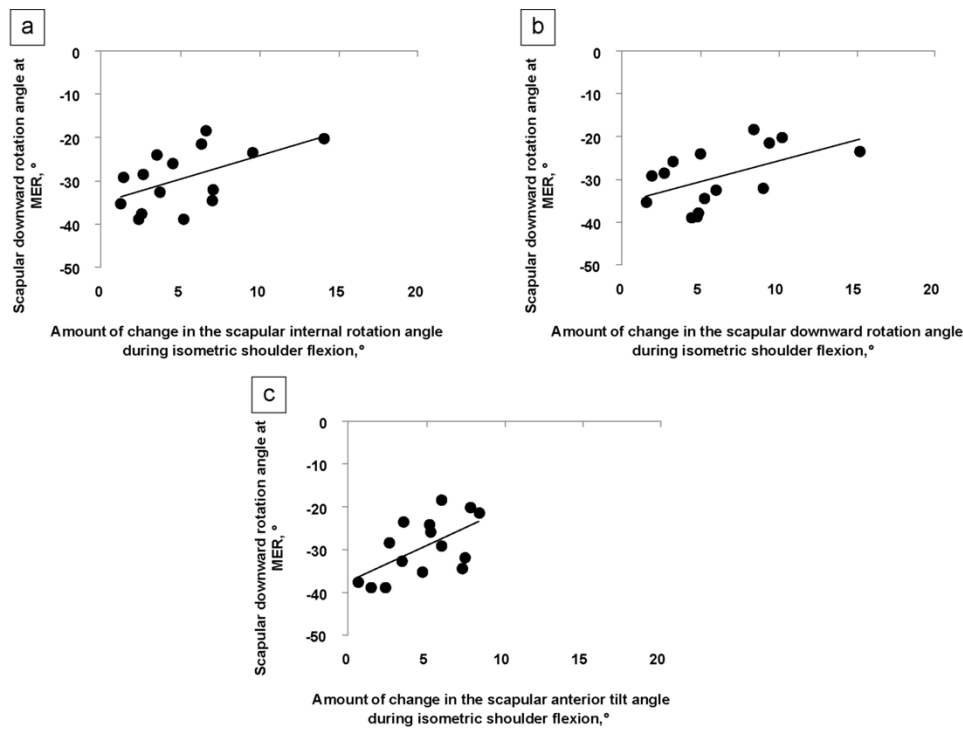 a
Scapular downward rotation angle at
MER, °
0
-10
-20
-30
-40
-50
0 5 10 15 20
Amount of change in the scapular internal rotation angle
during isometric shoulder flexion,°
b
Scapular downward rotation angle at
MER, °
0
-10
-20
-30
-40
-50
0 5 10 15 20
Amount of change in the scapular downward rotation angle
during isometric shoulder flexion,°
c
Scapular downward rotation angle at
MER, °
0
-10
-20
-30
-40
-50
0 5 10 15 20
Amount of change in the scapular anterior tilt angle
during isometric shoulder flexion,°